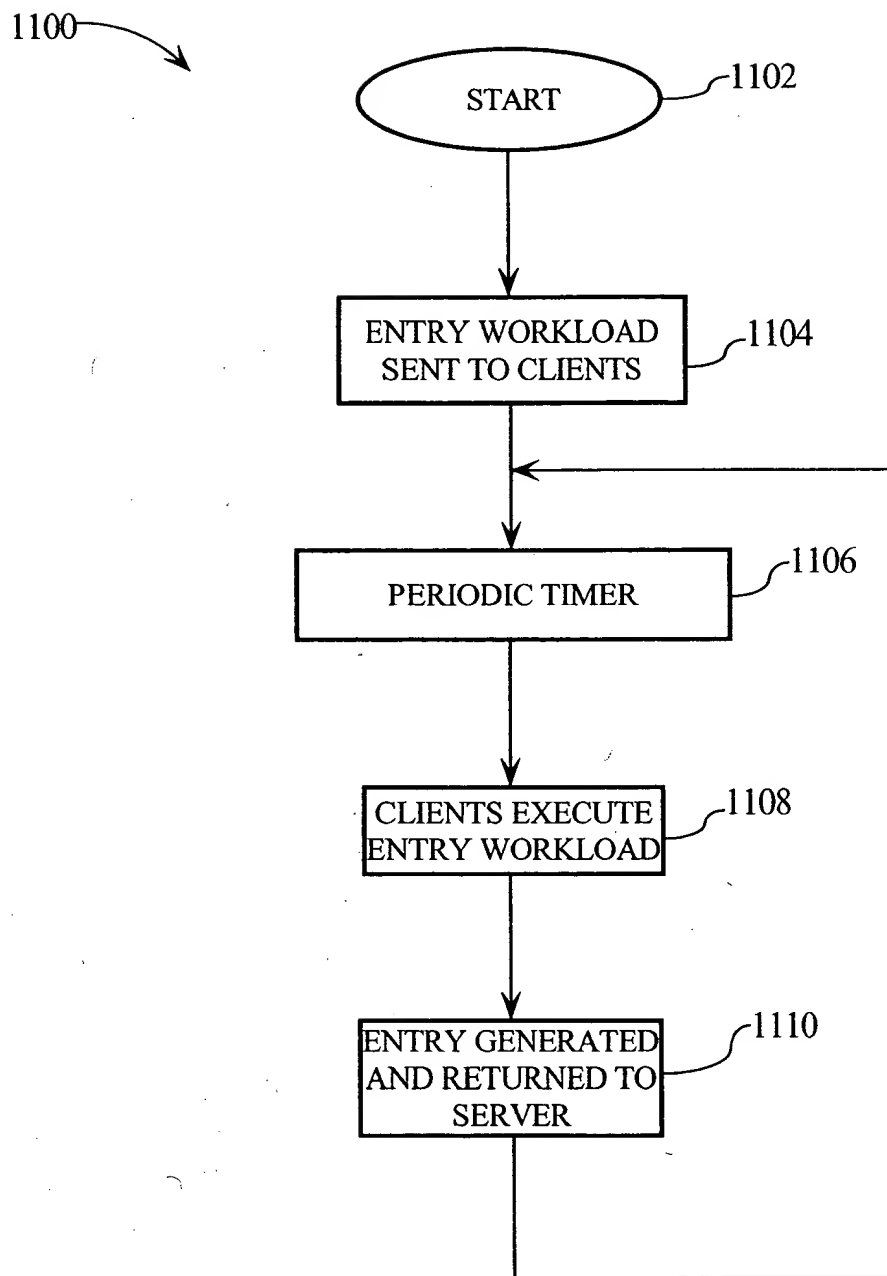 1100
START
1102
ENTRY WORKLOAD
SENT TO CLIENTS
1104
PERIODIC TIMER
1106
CLIENTS EXECUTE
ENTRY WORKLOAD
1108
ENTRY GENERATED
AND RETURNED TO
SERVER
1110